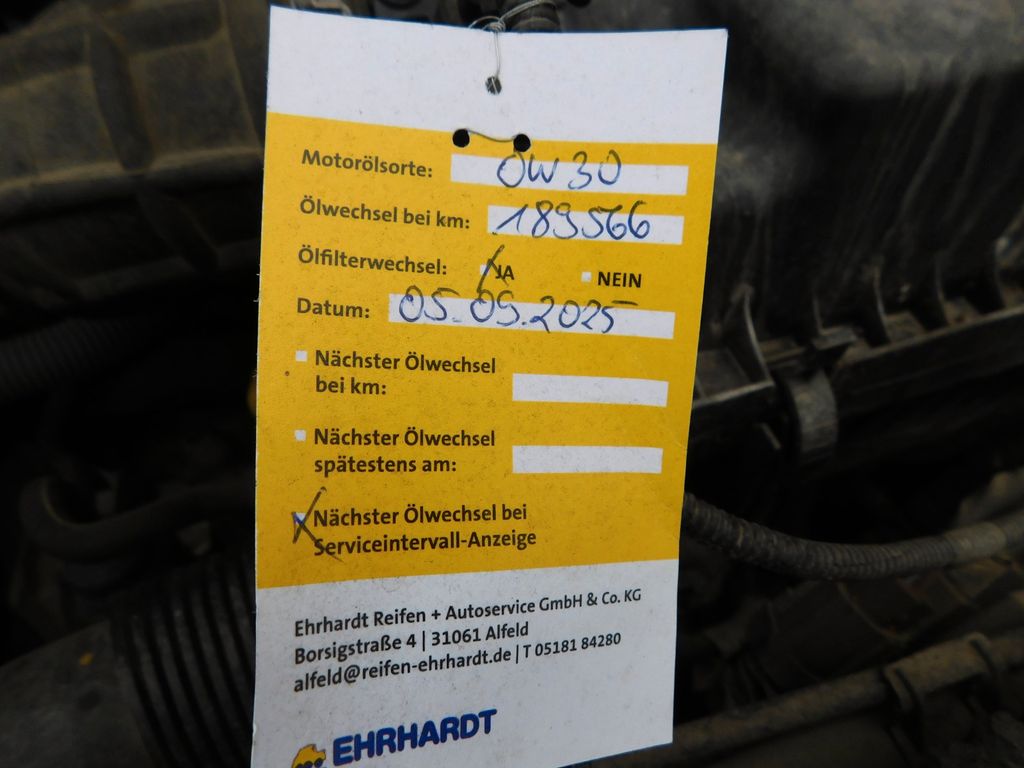 Motorölsorte: 0W30
Ölwechsel bei km: 189566
Ölfilterwechsel: JA NEIN
Datum: 05.09.2025
Nächster Ölwechsel
bei km:
Nächster Ölwechsel
spätestens am:
Nächster Ölwechsel bei
Serviceintervall-Anzeige
Ehrhardt Reifen + Autoservice GmbH & Co. KG
Borsigstraße 4 | 31061 Alfeld
alfeld@reifen-ehrhardt.de | T 05181 84280
EHRHARDT